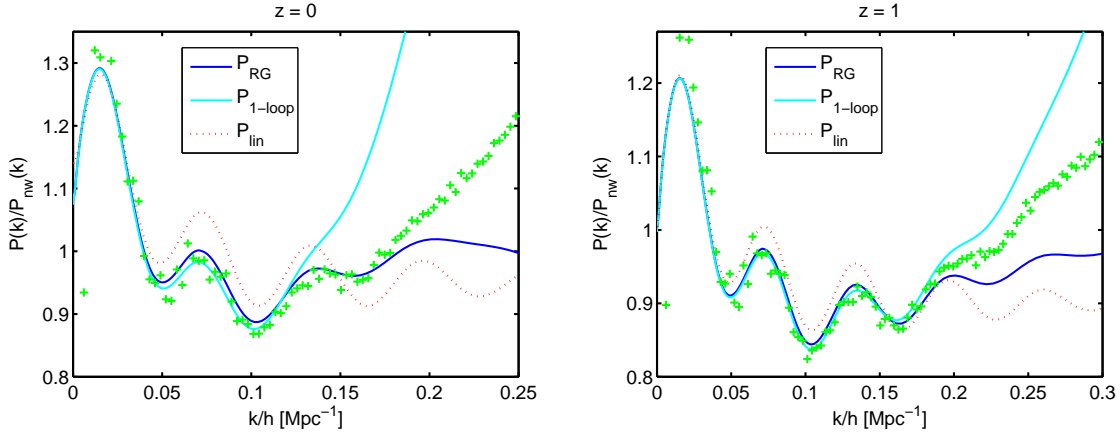 z = 0
P(k)/P_nw(k)
1.3
1.2
1.1
1
0.9
0.8
P_RG
P_1−loop
P_lin
0
0.05
0.1
0.15
0.2
0.25
k/h [Mpc⁻¹]
z = 1
P(k)/P_nw(k)
1.2
1.1
1
0.9
0.8
P_RG
P_1−loop
P_lin
0
0.05
0.1
0.15
0.2
0.25
0.3
k/h [Mpc⁻¹]